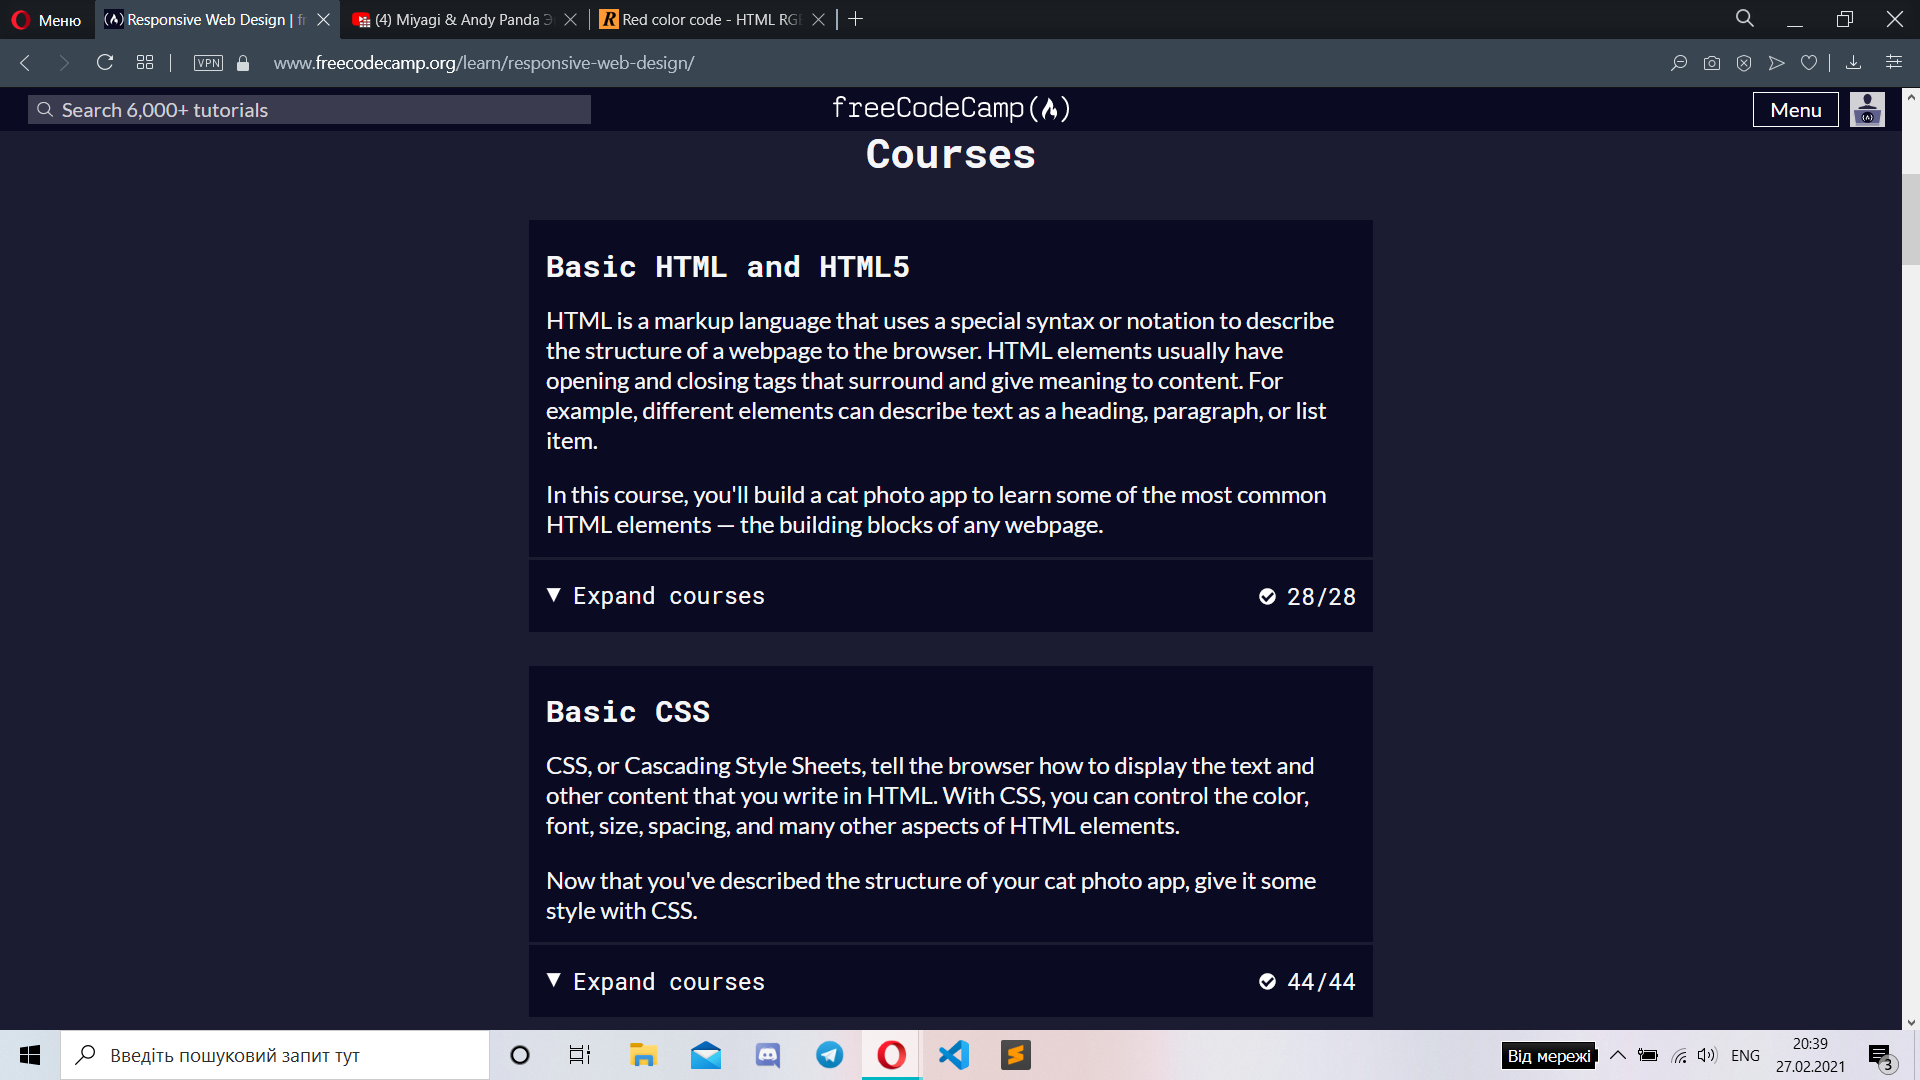 Меню
Responsive Web Design | fr
(4) Miyagi & Andy Panda Э
Red color code - HTML RGB
VPN
www.freecodecamp.org/learn/responsive-web-design/
Search 6,000+ tutorials
freeCodeCamp
Menu
Courses
Basic HTML and HTML5
HTML is a markup language that uses a special syntax or notation to describe
the structure of a webpage to the browser. HTML elements usually have
opening and closing tags that surround and give meaning to content. For
example, different elements can describe text as a heading, paragraph, or list
item.
In this course, you'll build a cat photo app to learn some of the most common
HTML elements — the building blocks of any webpage.
Expand courses
28/28
Basic CSS
CSS, or Cascading Style Sheets, tell the browser how to display the text and
other content that you write in HTML. With CSS, you can control the color,
font, size, spacing, and many other aspects of HTML elements.
Now that you've described the structure of your cat photo app, give it some
style with CSS.
Expand courses
44/44
Введіть пошуковий запит тут
Від мережі
ENG
20:39
27.02.2021
3